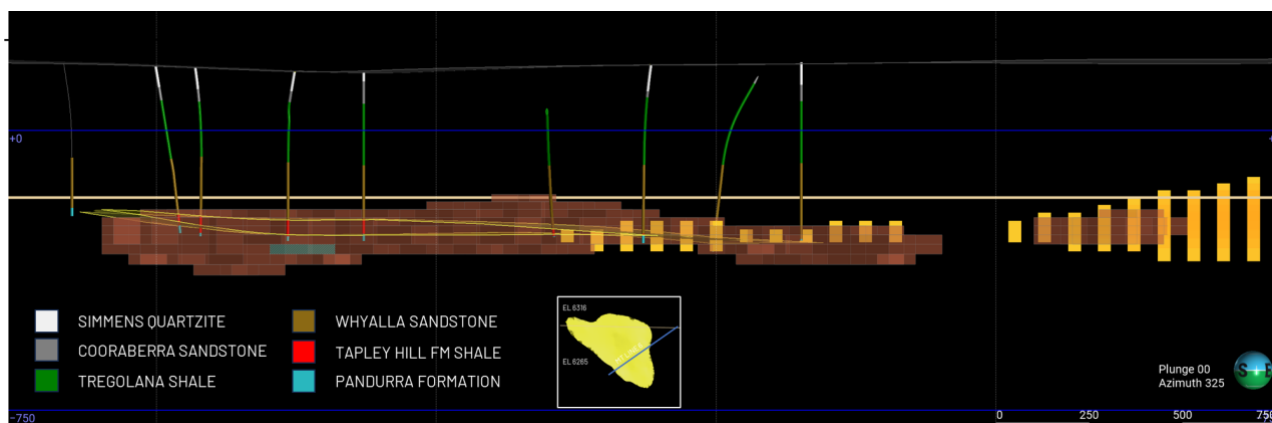 +0
SIMMENS QUARTZITE
COORABERRA SANDSTONE
TREGOLANA SHALE
WHYALLA SANDSTONE
TAPLEY HILL FM SHALE
PANDURRA FORMATION
EL 6316
EL 6265
Plunge 00
Azimuth 325
S E
-750
0 250 500 750